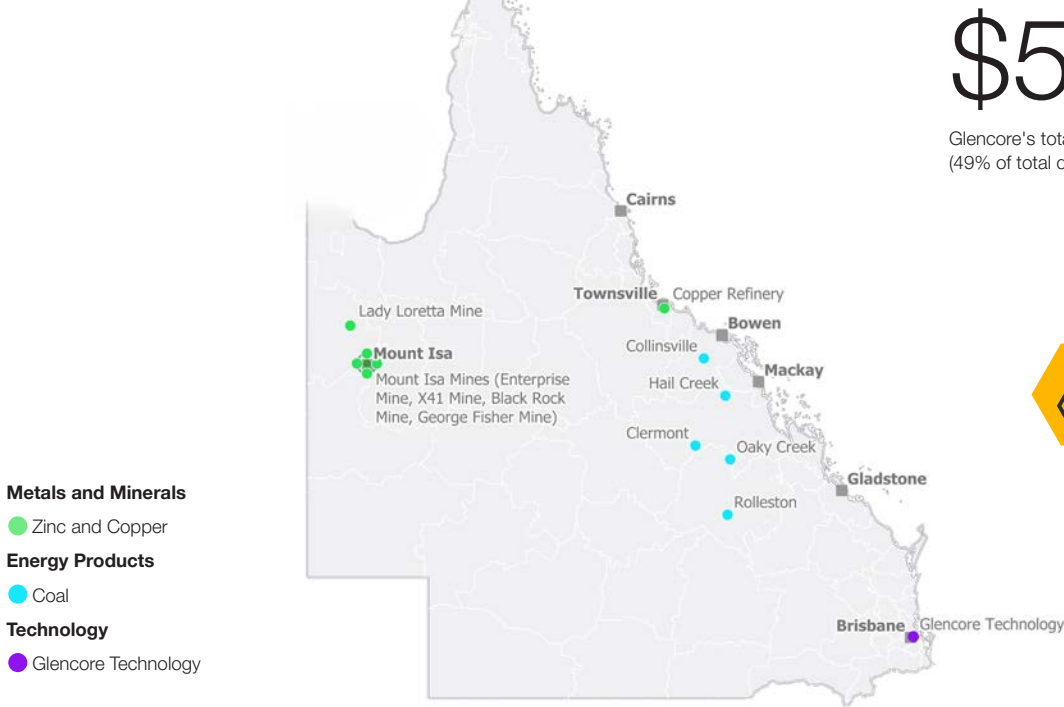 $5
Glencore's tota
(49% of total o
Cairns
Townsville
Copper Refinery
Lady Loretta Mine
Bowen
Collinsville
Mount Isa
Mackay
Mount Isa Mines (Enterprise
Mine, X41 Mine, Black Rock
Mine, George Fisher Mine)
Hail Creek
Clermont
Oaky Creek
Gladstone
Rolleston
Metals and Minerals
Zinc and Copper
Energy Products
Coal
Technology
Glencore Technology
Brisbane
Glencore Technology